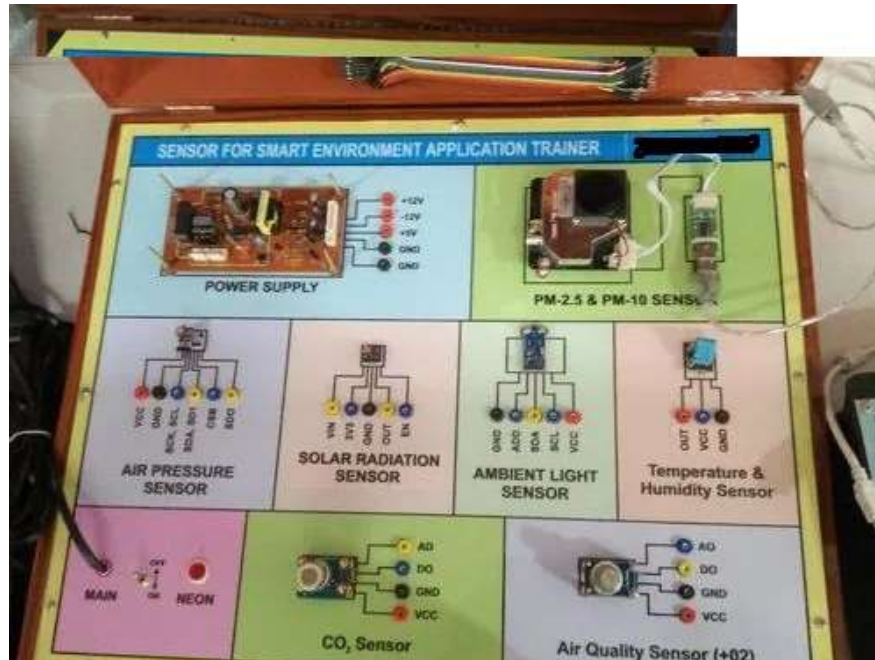 SENSOR FOR SMART ENVIRONMENT APPLICATION TRAINER
+12V
-12V
+5V
GND
GND
POWER SUPPLY
PM-2.5 & PM-10 SENSOR
VCC
GND
SCK, SCL
SDA, SDI
CSB
SDO
AIR PRESSURE
SENSOR
VIN
3V3
GND
OUT
EN
SOLAR RADIATION
SENSOR
GND
ADD
SDA
SCL
VCC
AMBIENT LIGHT
SENSOR
OUT
VCC
GND
Temperature &
Humidity Sensor
MAIN
OFF
ON
NEON
AO
DO
GND
VCC
CO₂ Sensor
AO
DO
GND
VCC
Air Quality Sensor (+02)